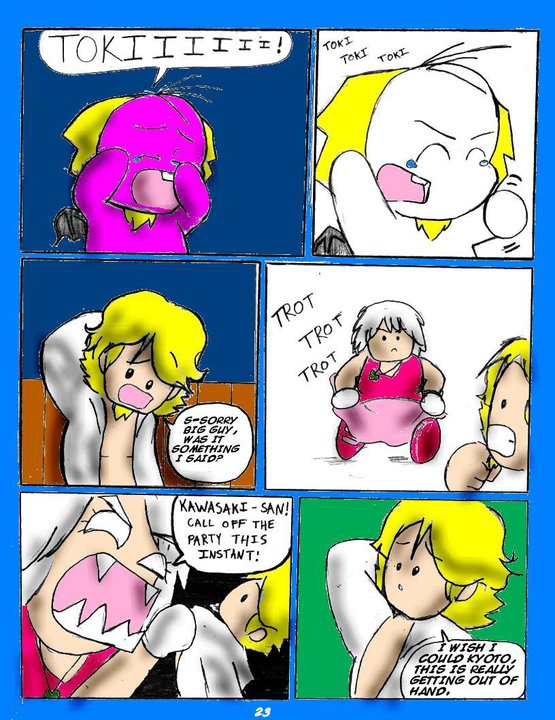 TOKIIIIIII!
TOKI
TOKI TOKI
S-SORRY
BIG GUY,
WAS IT
SOMETHING
I SAID?
TROT
TROT
TROT
KAWASAKI-SAN!
CALL OFF THE
PARTY THIS
INSTANT!
I WISH I
COULD KYOTO,
THIS IS REALLY
GETTING OUT OF
HAND.
23